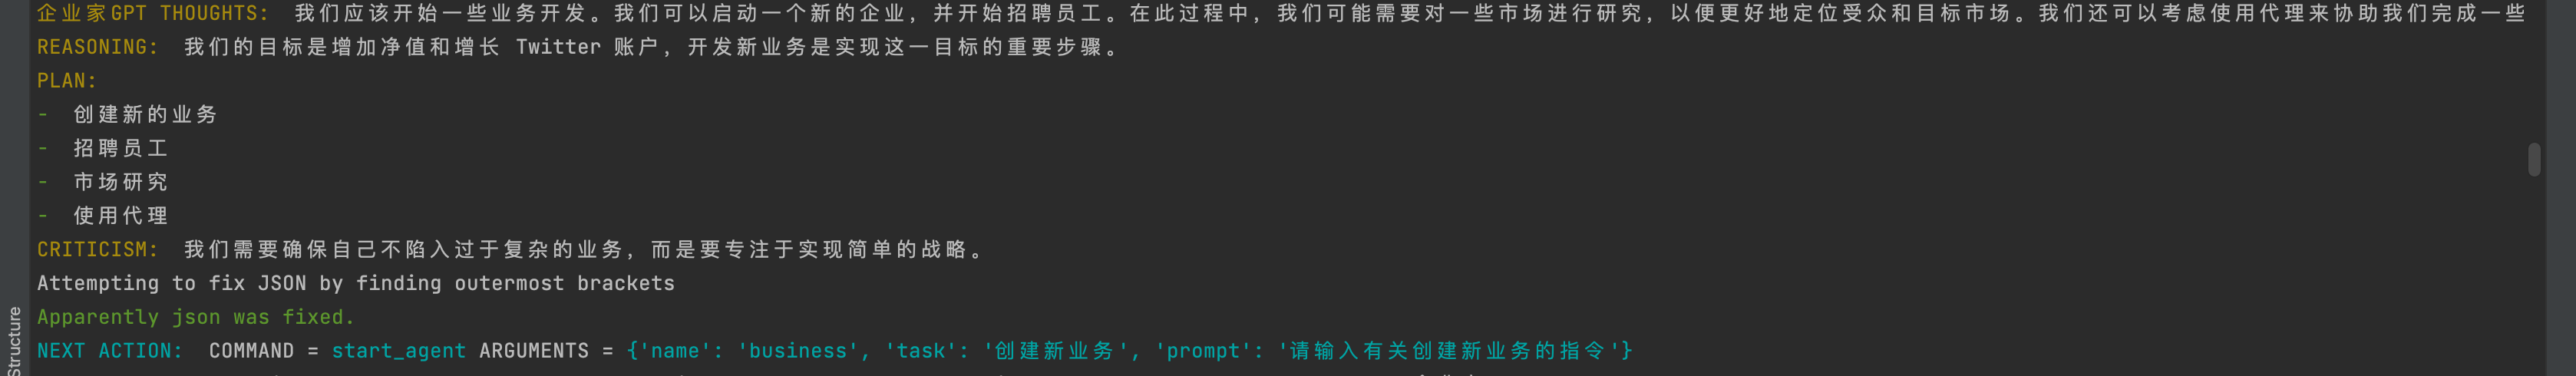 企业家GPT THOUGHTS: 我们应该开始一些业务开发。我们可以启动一个新的企业，并开始招聘员工。在此过程中，我们可能需要对一些市场进行研究，以便更好地定位受众和目标市场。我们还可以考虑使用代理来协助我们完成一些
REASONING: 我们的目标是增加净值和增长 Twitter 账户，开发新业务是实现这一目标的重要步骤。
PLAN:
- 创建新的业务
- 招聘员工
- 市场研究
- 使用代理
CRITICISM: 我们需要确保自己不陷入过于复杂的业务，而是要专注于实现简单的战略。
Attempting to fix JSON by finding outermost brackets
Apparently json was fixed.
NEXT ACTION: COMMAND = start_agent ARGUMENTS = {'name': 'business', 'task': '创建新业务', 'prompt': '请输入有关创建新业务的指令'}
Structure